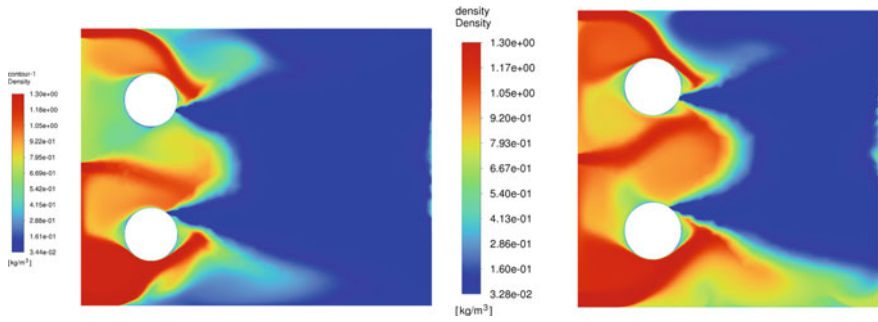 contour-1
Density
1.30e+00
1.18e+00
1.05e+00
9.22e-01
7.95e-01
6.69e-01
5.42e-01
4.15e-01
2.88e-01
1.61e-01
3.44e-02
[kg/m³]
density
Density
1.30e+00
1.17e+00
1.05e+00
9.20e-01
7.93e-01
6.67e-01
5.40e-01
4.13e-01
2.86e-01
1.60e-01
3.28e-02
[kg/m³]